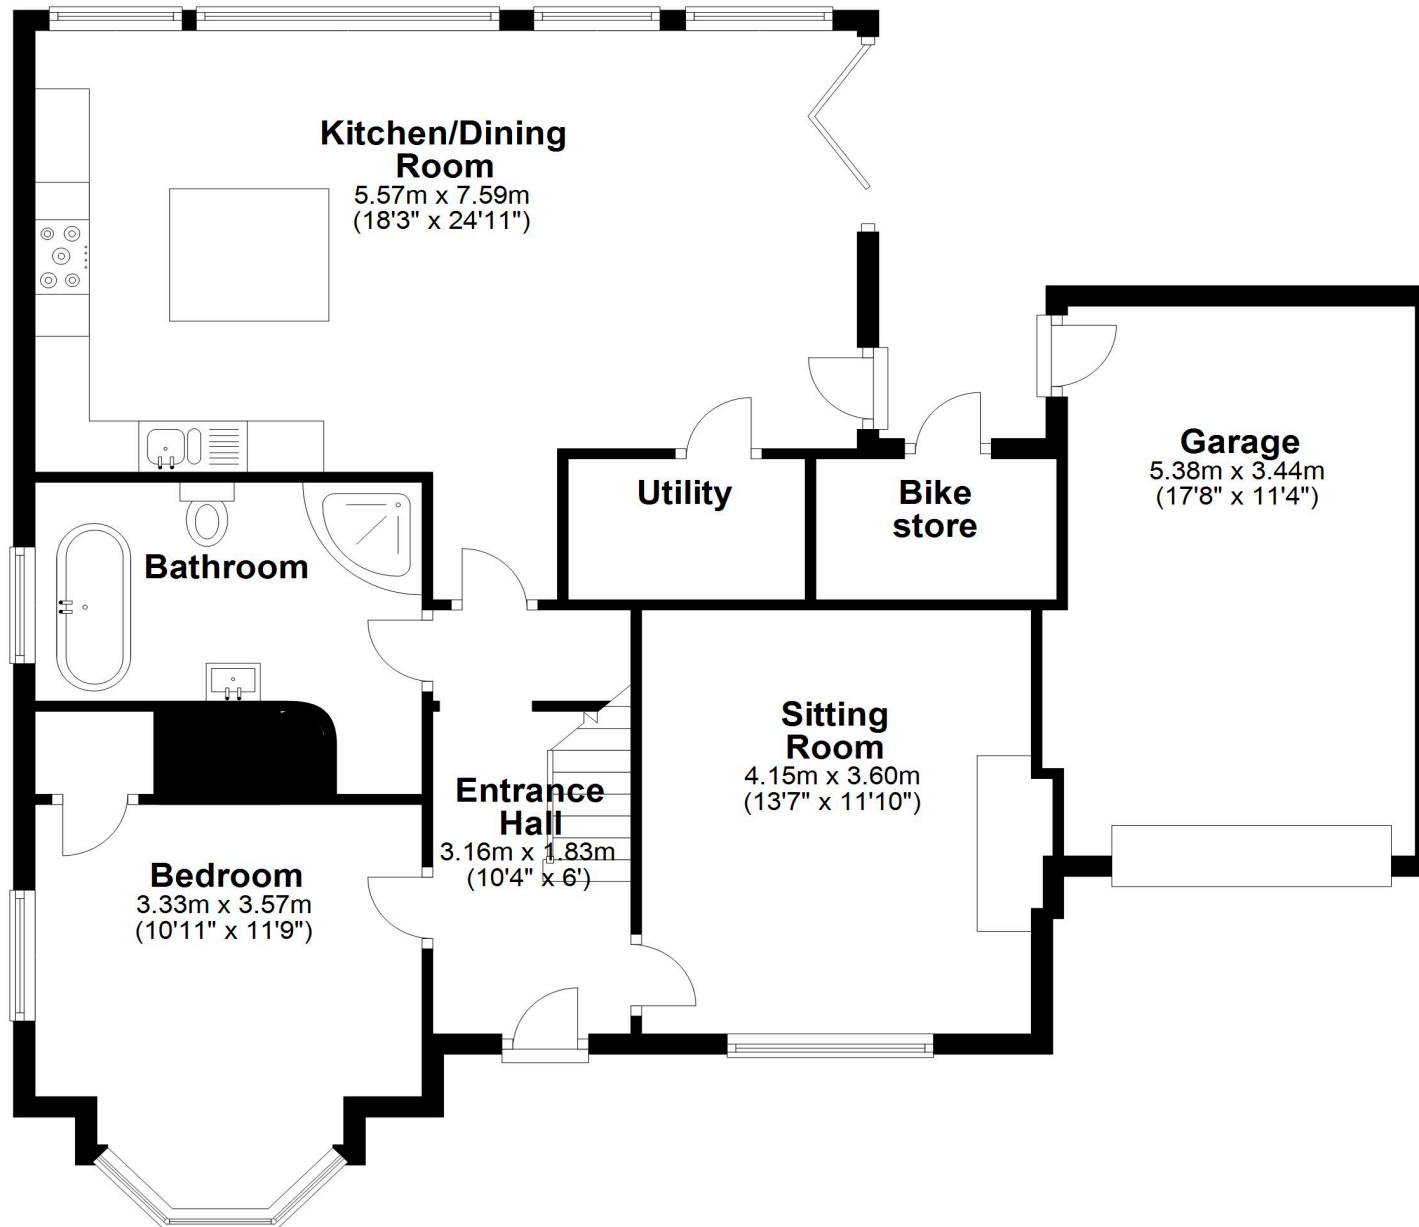 Kitchen/Dining
Room
5.57m x 7.59m
(18'3" x 24'11")
Garage
5.38m x 3.44m
(17'8" x 11'4")
Utility
Bike
store
Bathroom
Sitting
Room
4.15m x 3.60m
(13'7" x 11'10")
Entrance
Hall
3.16m x 1.83m
(10'4" x 6')
Bedroom
3.33m x 3.57m
(10'11" x 11'9")